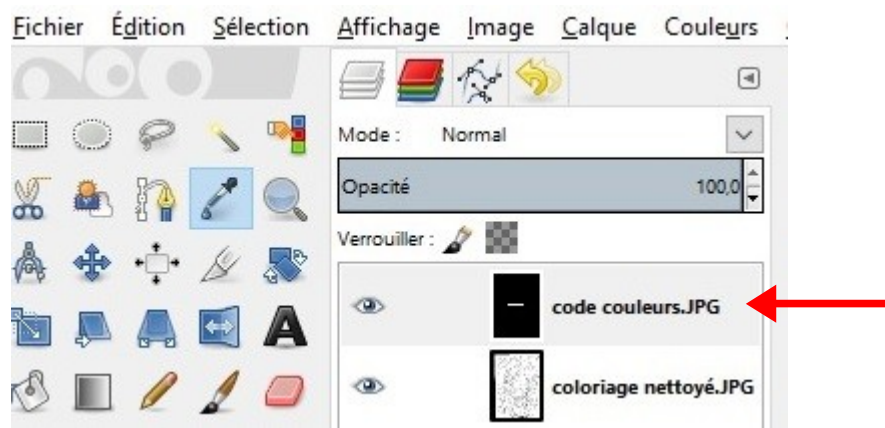 Fichier Édition Sélection Affichage Image Calque Couleurs
Mode : Normal
Opacité 100,0
Verrouiller :
code couleurs.JPG
coloriage nettoyé.JPG